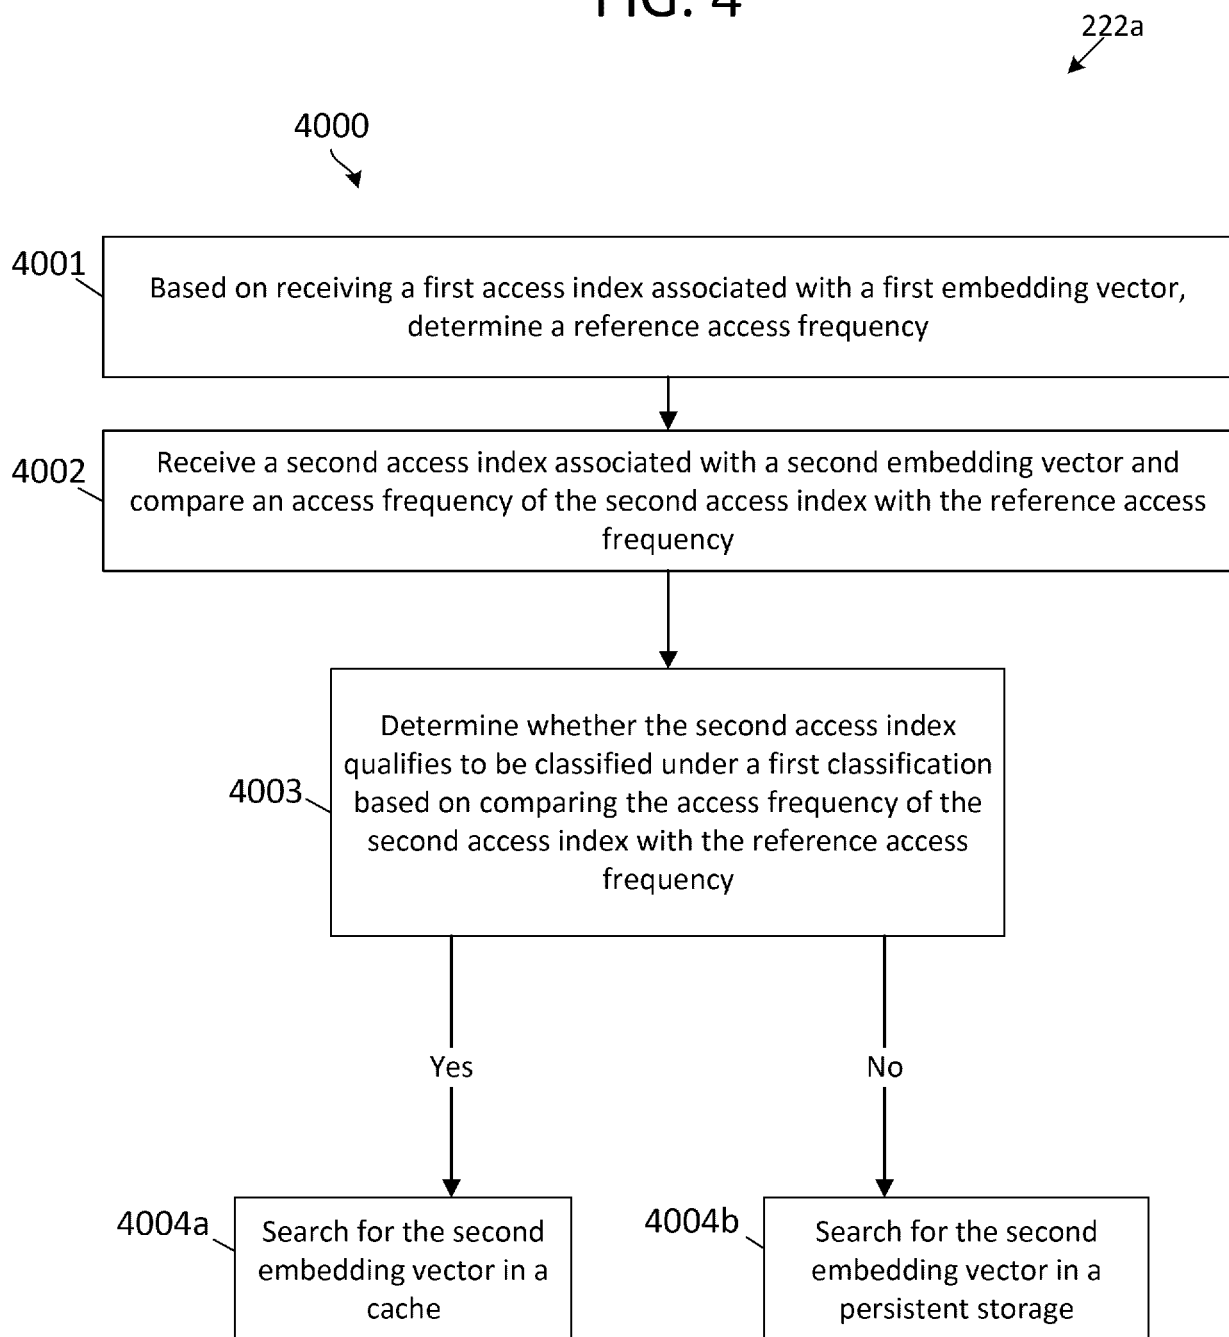 FIG. 4
222a
4000
4001
Based on receiving a first access index associated with a first embedding vector,
determine a reference access frequency
4002
Receive a second access index associated with a second embedding vector and
compare an access frequency of the second access index with the reference access
frequency
Determine whether the second access index
qualifies to be classified under a first classification
4003
based on comparing the access frequency of the
second access index with the reference access
frequency
Yes
No
4004a
Search for the second
embedding vector in a
cache
4004b
Search for the second
embedding vector in a
persistent storage